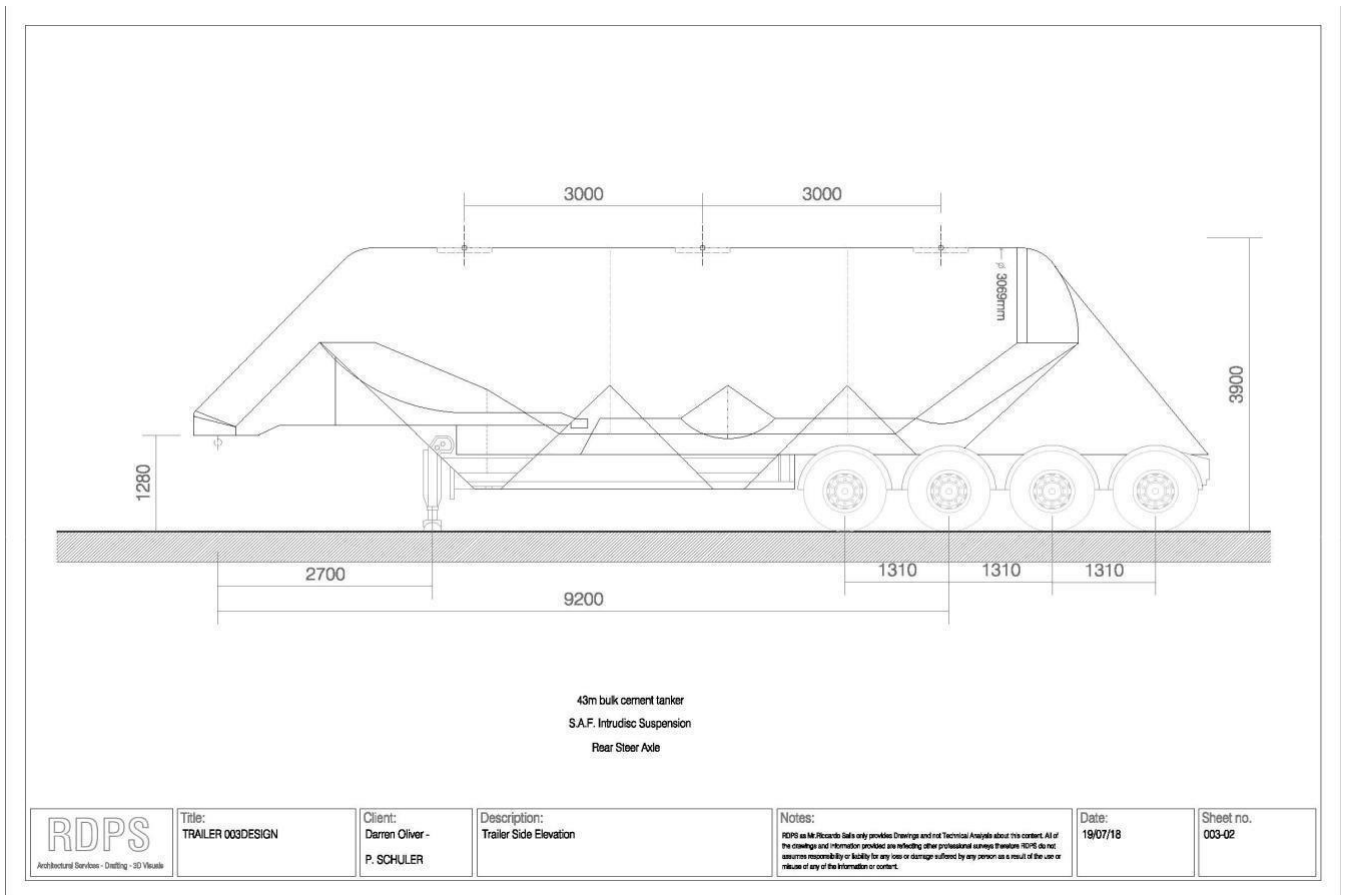 3000
3000
ø 3069mm
3900
1280
2700
1310
1310
1310
9200
43m bulk cement tanker
S.A.F. Intrudisc Suspension
Rear Steer Axle
RDPS
Architectural Services - Drafting - 3D Visuals
Title:
TRAILER 003DESIGN
Client:
Darren Oliver -
P. SCHULER
Description:
Trailer Side Elevation
Notes:
RDPS as Mr.Riccardo Salis only provides Drawings and not Technical Analysis about this content. All of
the drawings and information provided are reflecting other professional surveys therefore RDPS do not
assumes responsibility or liability for any loss or damage suffered by any person as a result of the use or
misuse of any of the information or content.
Date:
19/07/18
Sheet no.
003-02